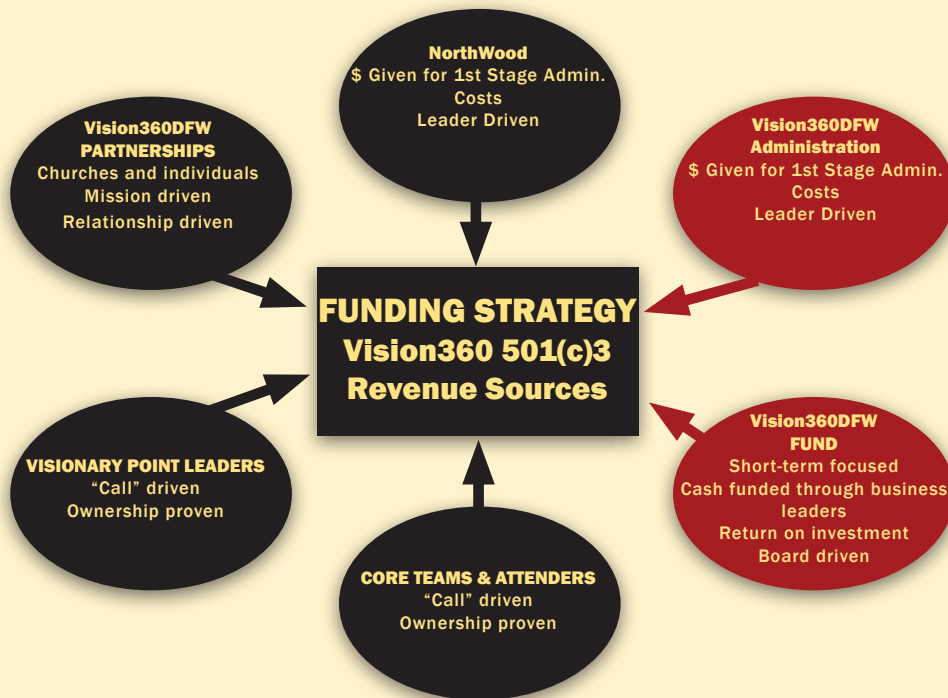 NorthWood
$ Given for 1st Stage Admin.
Costs
Leader Driven
Vision360DFW
PARTNERSHIPS
Churches and individuals
Mission driven
Relationship driven
Vision360DFW
Administration
$ Given for 1st Stage Admin.
Costs
Leader Driven
FUNDING STRATEGY
Vision360 501(c)3
Revenue Sources
VISIONARY POINT LEADERS
“Call” driven
Ownership proven
Vision360DFW
FUND
Short-term focused
Cash funded through business
leaders
Return on investment
Board driven
CORE TEAMS & ATTENDERS
“Call” driven
Ownership proven